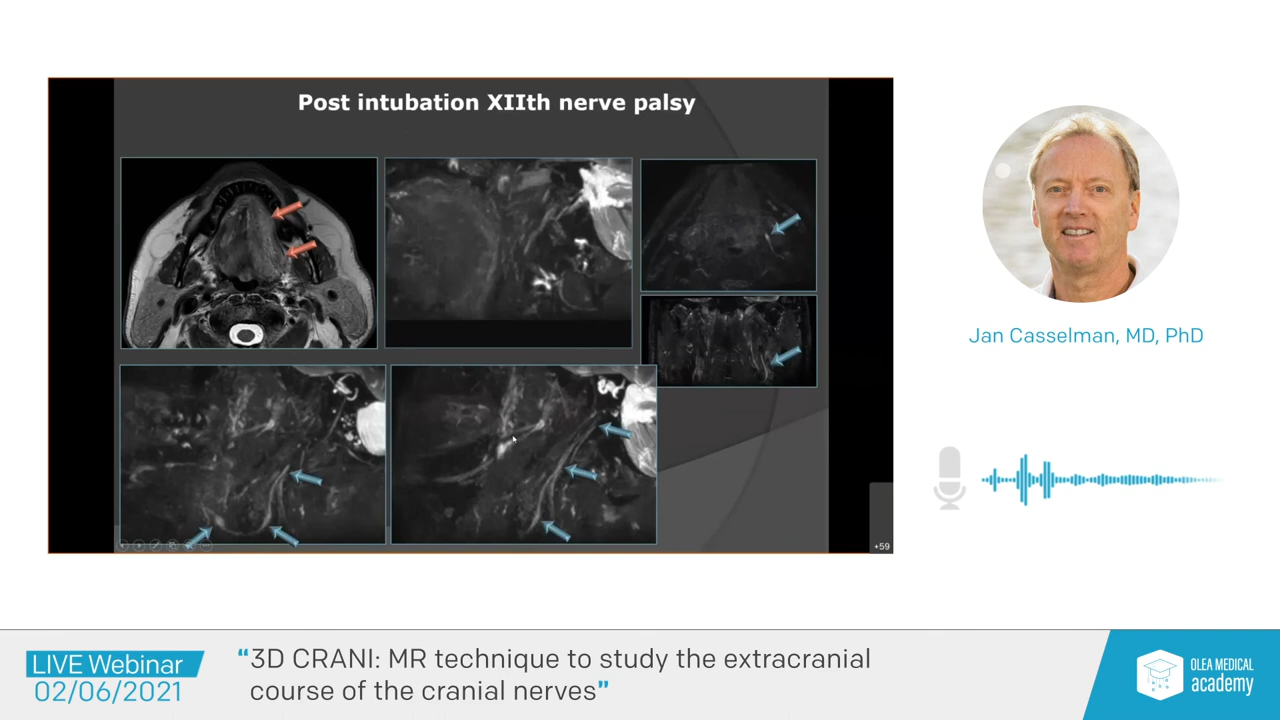 Post intubation XIIth nerve palsy
+59
Jan Casselman, MD, PhD
LIVE Webinar
02/06/2021
“3D CRANI: MR technique to study the extracranial
course of the cranial nerves”
OLEA MEDICAL
academy